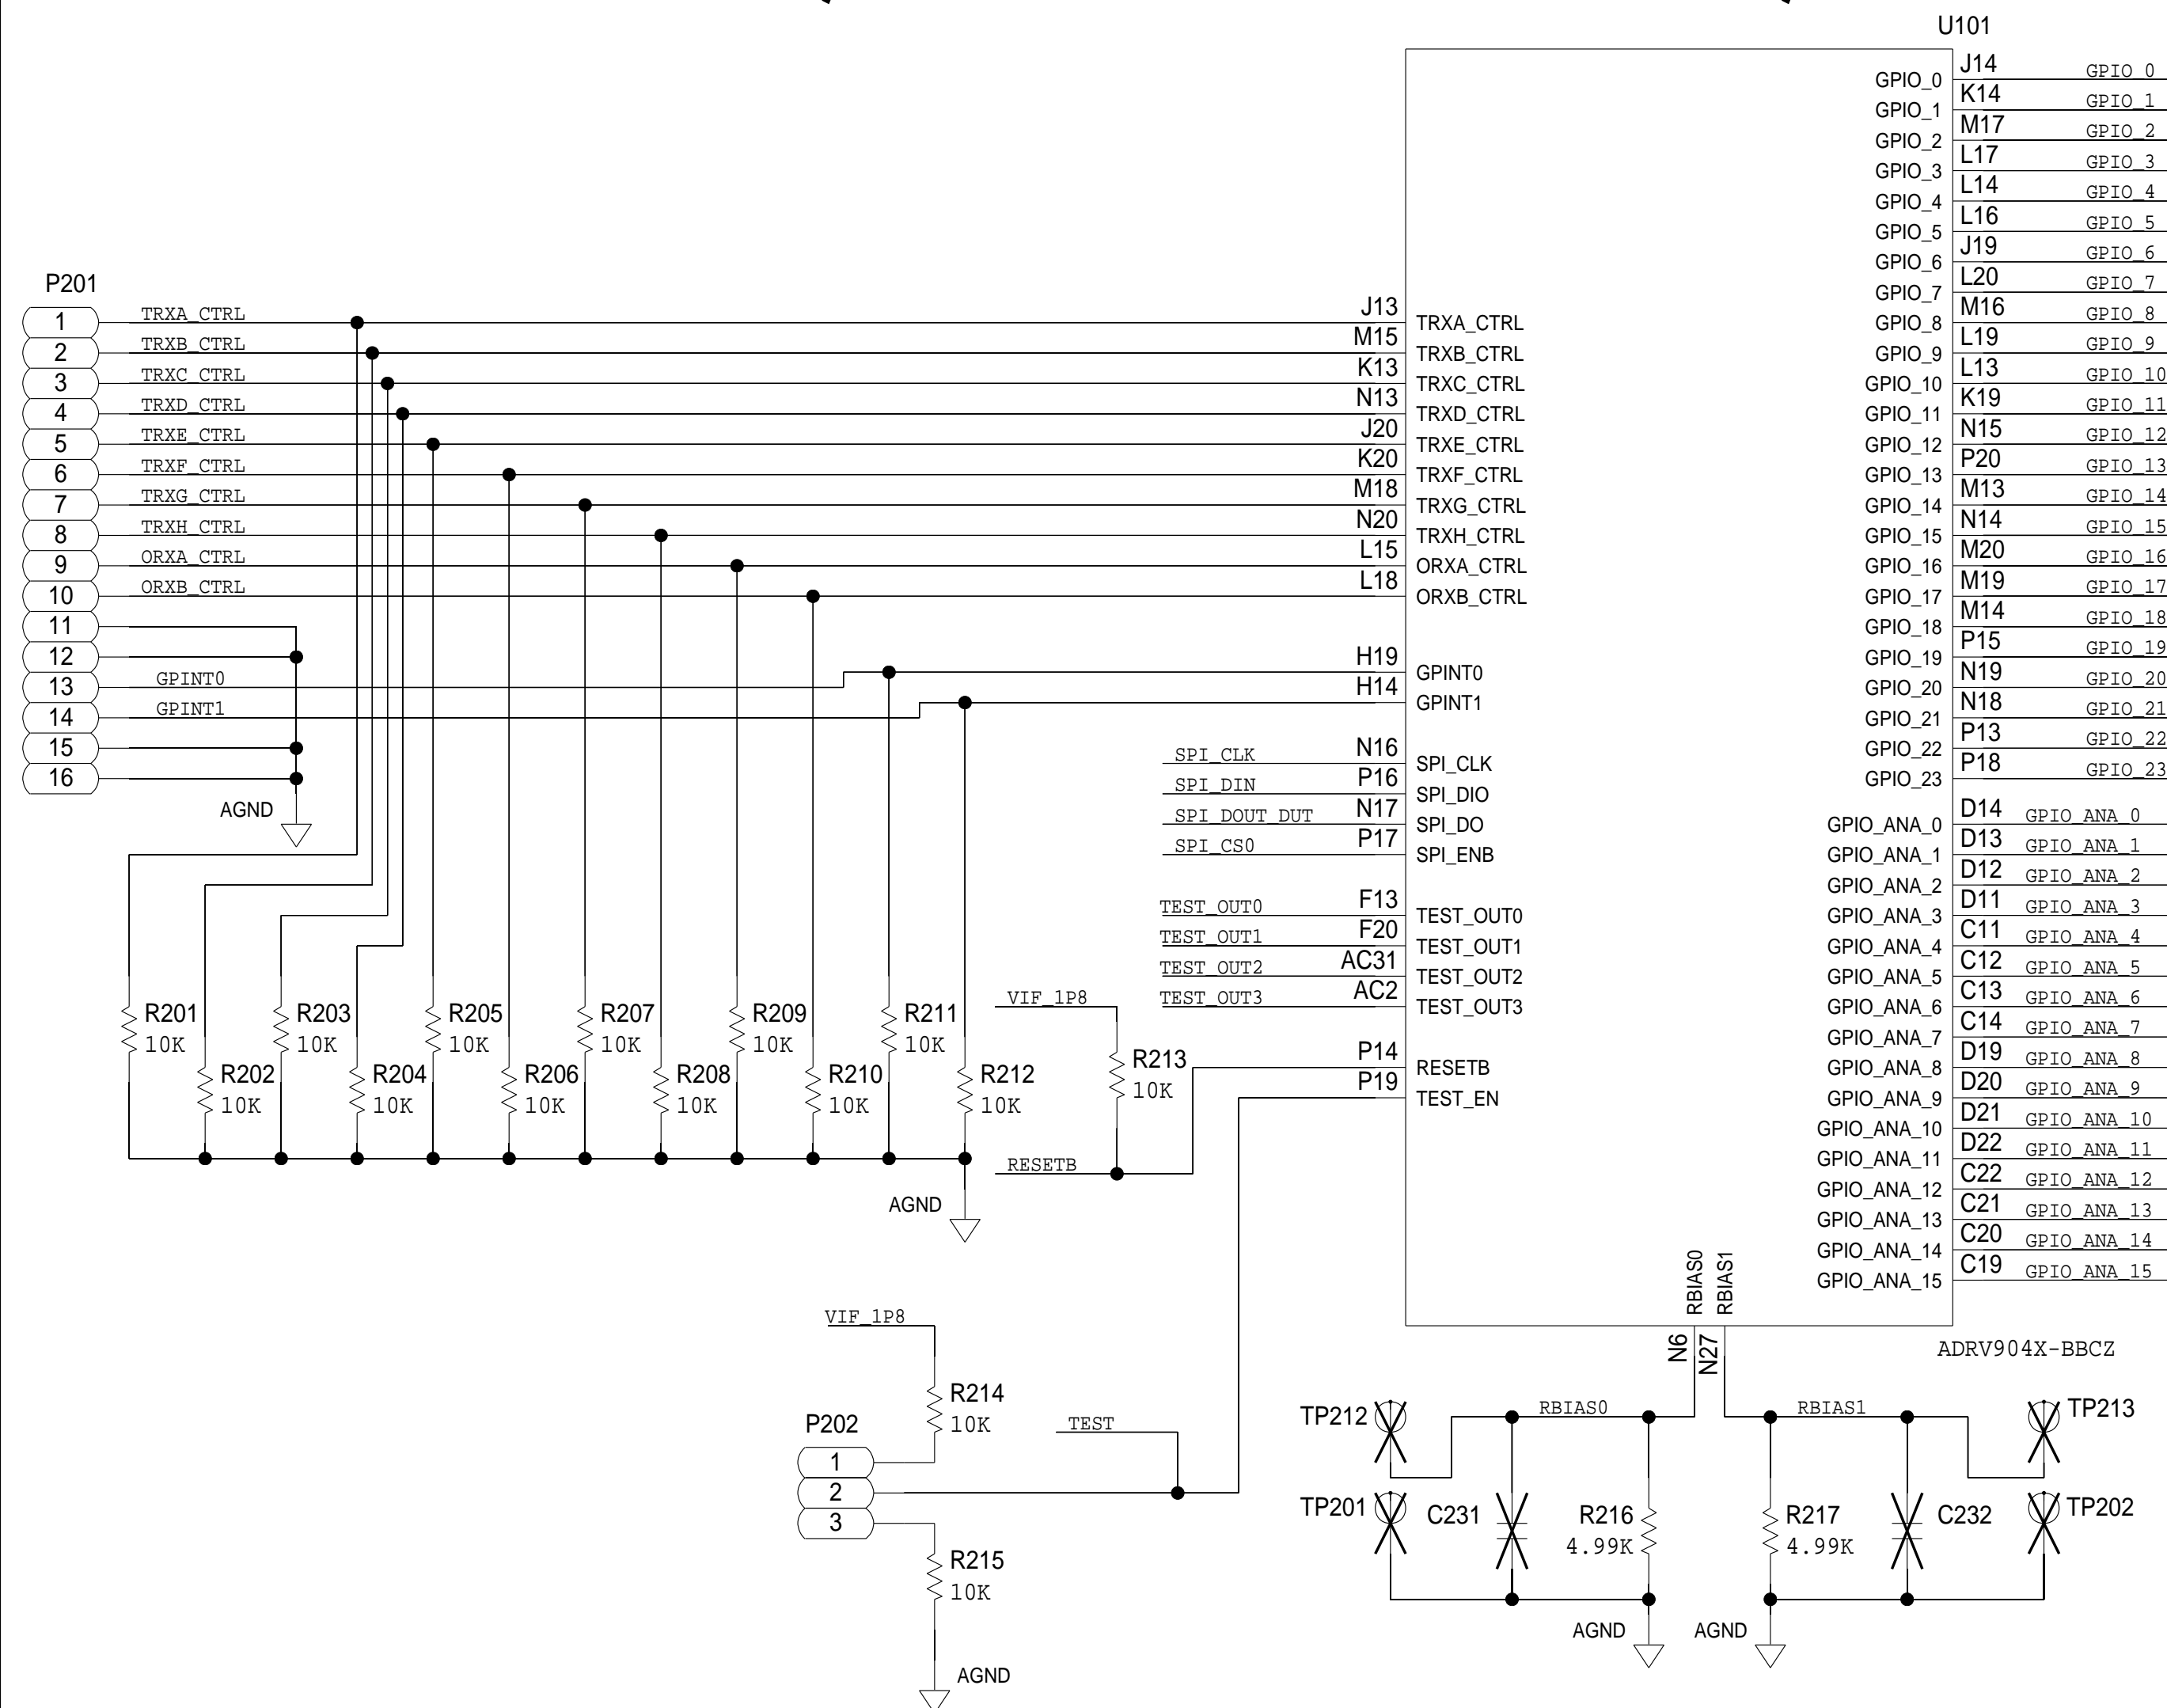 U101
GPIO_0 J14 GPIO_0
GPIO_1 K14 GPIO_1
GPIO_2 M17 GPIO_2
GPIO_3 L17 GPIO_3
GPIO_4 L14 GPIO_4
GPIO_5 L16 GPIO_5
GPIO_6 J19 GPIO_6
GPIO_7 L20 GPIO_7
GPIO_8 M16 GPIO_8
GPIO_9 L19 GPIO_9
GPIO_10 L13 GPIO_10
GPIO_11 K19 GPIO_11
GPIO_12 N15 GPIO_12
GPIO_13 P20 GPIO_13
GPIO_14 M13 GPIO_14
GPIO_15 N14 GPIO_15
GPIO_16 M20 GPIO_16
GPIO_17 M19 GPIO_17
GPIO_18 M14 GPIO_18
GPIO_19 P15 GPIO_19
GPIO_20 N19 GPIO_20
GPIO_21 N18 GPIO_21
GPIO_22 P13 GPIO_22
GPIO_23 P18 GPIO_23
GPIO_ANA_0 D14 GPIO_ANA_0
GPIO_ANA_1 D13 GPIO_ANA_1
GPIO_ANA_2 D12 GPIO_ANA_2
GPIO_ANA_3 D11 GPIO_ANA_3
GPIO_ANA_4 C11 GPIO_ANA_4
GPIO_ANA_5 C12 GPIO_ANA_5
GPIO_ANA_6 C13 GPIO_ANA_6
GPIO_ANA_7 C14 GPIO_ANA_7
GPIO_ANA_8 D19 GPIO_ANA_8
GPIO_ANA_9 D20 GPIO_ANA_9
GPIO_ANA_10 D21 GPIO_ANA_10
GPIO_ANA_11 D22 GPIO_ANA_11
GPIO_ANA_12 C22 GPIO_ANA_12
GPIO_ANA_13 C21 GPIO_ANA_13
GPIO_ANA_14 C20 GPIO_ANA_14
GPIO_ANA_15 C19 GPIO_ANA_15
P201
1 TRXA_CTRL J13 TRXA_CTRL
2 TRXB_CTRL M15 TRXB_CTRL
3 TRXC_CTRL K13 TRXC_CTRL
4 TRXD_CTRL N13 TRXD_CTRL
5 TRXE_CTRL J20 TRXE_CTRL
6 TRXF_CTRL K20 TRXF_CTRL
7 TRXG_CTRL M18 TRXG_CTRL
8 TRXH_CTRL N20 TRXH_CTRL
9 ORXA_CTRL L15 ORXA_CTRL
10 ORXB_CTRL L18 ORXB_CTRL
11
12
13 GPINT0 H19 GPINT0
14 GPINT1 H14 GPINT1
15
16
AGND
SPI_CLK N16 SPI_CLK
SPI_DIN P16 SPI_DIO
SPI_DOUT_DUT N17 SPI_DO
SPI_CS0 P17 SPI_ENB
TEST_OUT0 F13 TEST_OUT0
TEST_OUT1 F20 TEST_OUT1
TEST_OUT2 AC31 TEST_OUT2
TEST_OUT3 AC2 TEST_OUT3
P14 RESETB
P19 TEST_EN
R201 10K
R202 10K
R203 10K
R204 10K
R205 10K
R206 10K
R207 10K
R208 10K
R209 10K
R210 10K
R211 10K
R212 10K
AGND
VIF_1P8
R213 10K
RESETB
VIF_1P8
R214 10K
P202
1
2
3
TEST
R215 10K
AGND
RBIAS0
RBIAS1
N6
N27
ADRV904X-BBCZ
TP212
RBIAS0
RBIAS1
TP213
TP201
C231
R216 4.99K
R217 4.99K
C232
TP202
AGND
AGND